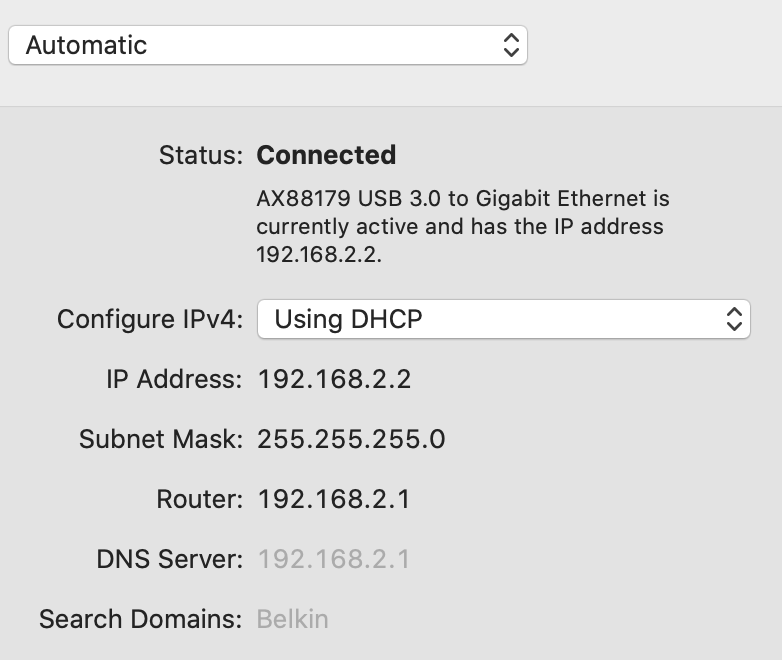 Automatic
Status: Connected
AX88179 USB 3.0 to Gigabit Ethernet is
currently active and has the IP address
192.168.2.2.
Configure IPv4: Using DHCP
IP Address: 192.168.2.2
Subnet Mask: 255.255.255.0
Router: 192.168.2.1
DNS Server: 192.168.2.1
Search Domains: Belkin